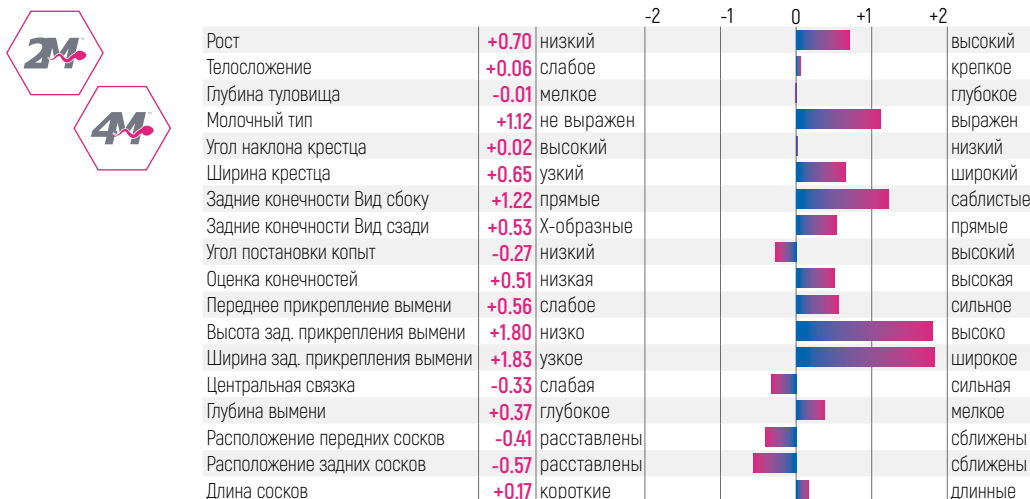 2M
4M
-2 -1 0 +1 +2
Рост +0.70 низкий высокий
Телосложение +0.06 слабое крепкое
Глубина туловища -0.01 мелкое глубокое
Молочный тип +1.12 не выражен выражен
Угол наклона крестца +0.02 высокий низкий
Ширина крестца +0.65 узкий широкий
Задние конечности Вид сбоку +1.22 прямые саблистые
Задние конечности Вид сзади +0.53 X-образные прямые
Угол постановки копыт -0.27 низкий высокий
Оценка конечностей +0.51 низкая высокая
Переднее прикрепление вымени +0.56 слабое сильное
Высота зад. прикрепления вымени +1.80 низко высоко
Ширина зад. прикрепления вымени +1.83 узкое широкое
Центральная связка -0.33 слабая сильная
Глубина вымени +0.37 глубокое мелкое
Расположение передних сосков -0.41 расставлены сближены
Расположение задних сосков -0.57 расставлены сближены
Длина сосков +0.17 короткие длинные